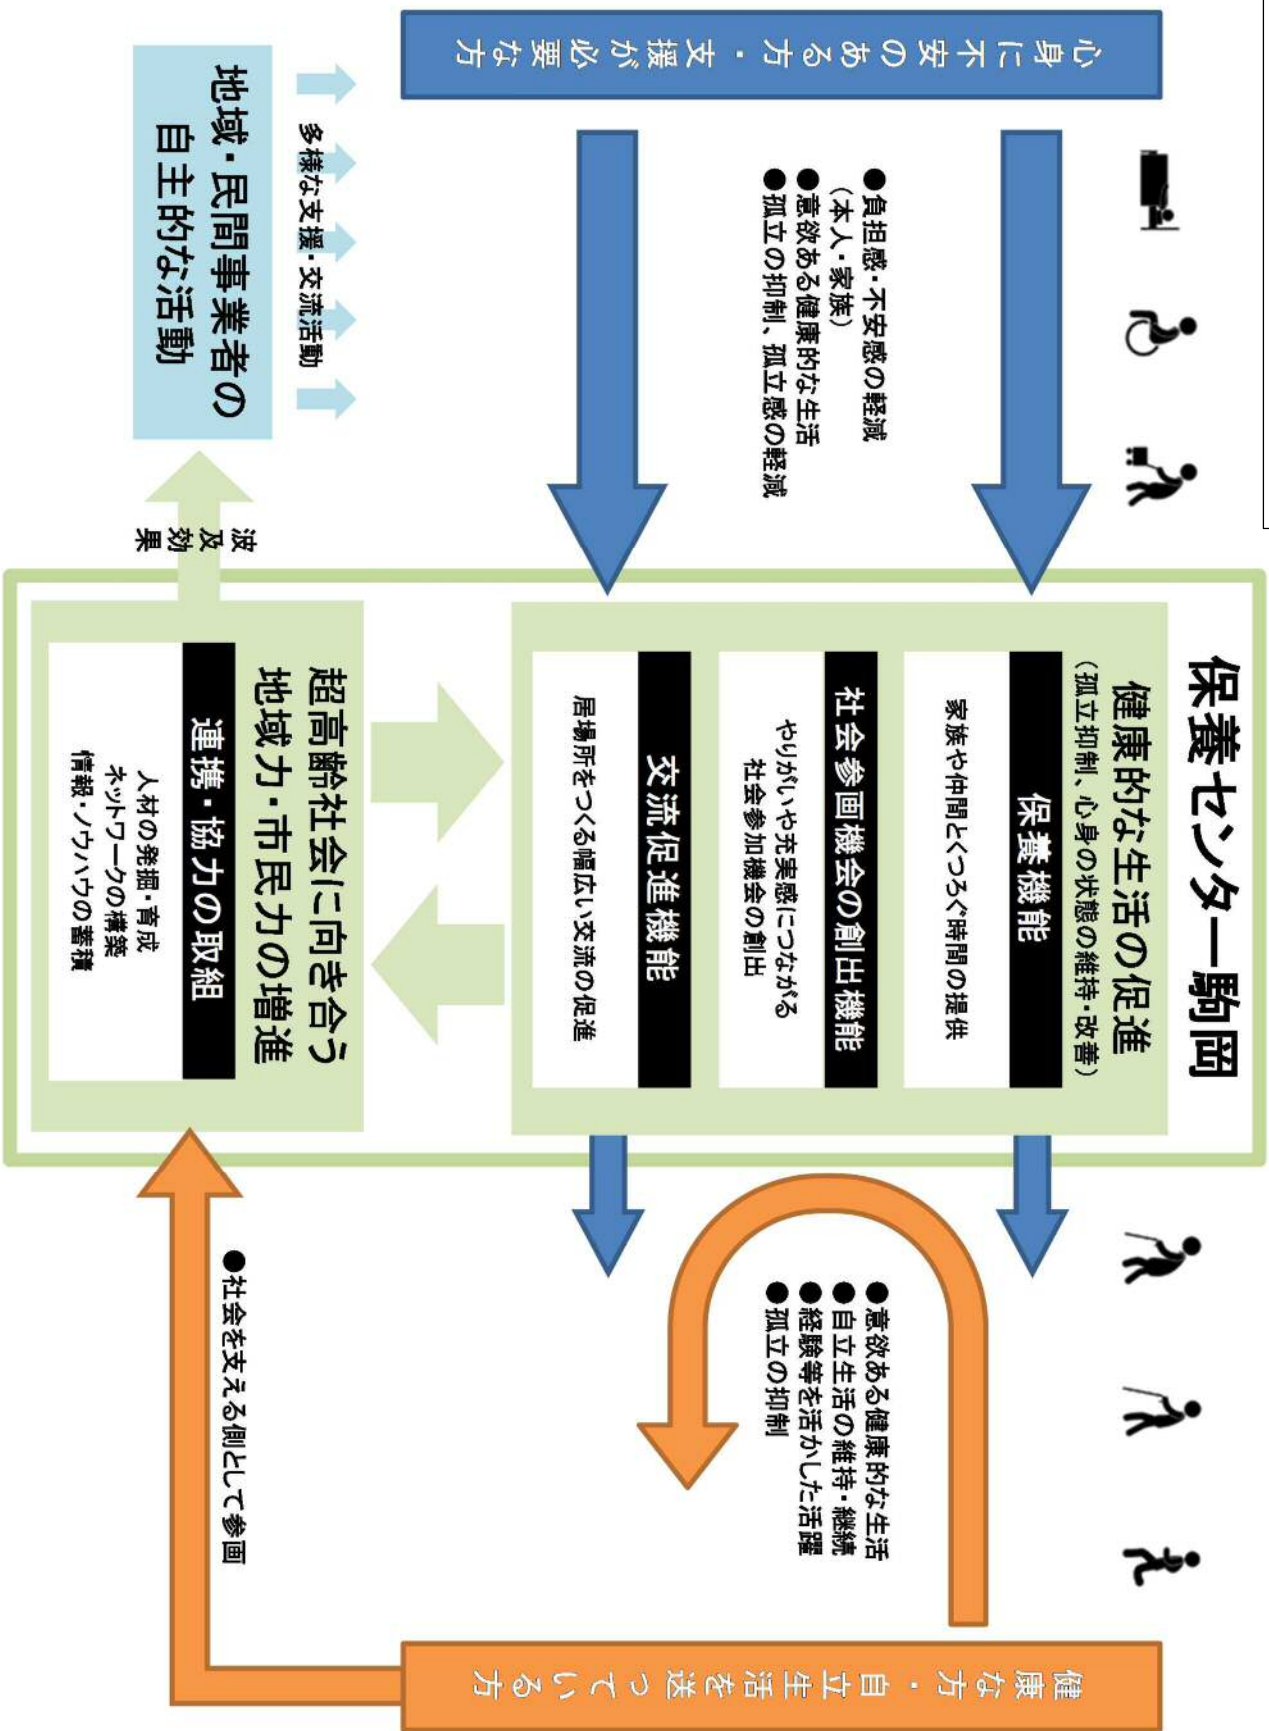 保養センター駒岡
心身に不安のある方・支援が必要な方
●負担感・不安感の軽減
（本人・家族）
●意欲ある健康的な生活
●孤立の抑制、孤立感の軽減
健康的な生活の促進
（孤立抑制、心身の状態の維持・改善）
保養機能
家族や仲間とくつろぐ時間の提供
社会参画機会の創出機能
やりがいや充実感につながる
社会参加機会の創出
交流促進機能
居場所をつくる幅広い交流の促進
●意欲ある健康的な生活
●自立生活の維持・継続
●経験等を活かした活躍
●孤立の抑制
健康な方・自立生活を送っている方
多様な支援・交流活動
地域・民間事業者の
自主的な活動
波及効果
超高齢社会に向き合う
地域力・市民力の増進
連携・協力の取組
人材の発掘・育成
ネットワークの構築
情報・ノウハウの蓄積
●社会を支える側として参画